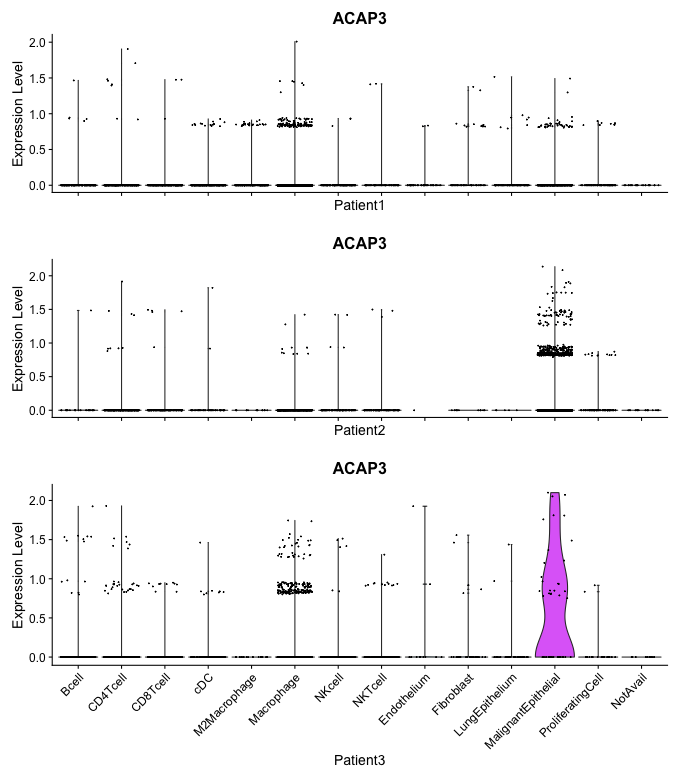 ACAP3
Expression Level
2.0
1.5
1.0
0.5
0.0
Patient1
ACAP3
Expression Level
2.0
1.5
1.0
0.5
0.0
Patient2
ACAP3
Expression Level
2.0
1.5
1.0
0.5
0.0
Bcell
CD4Tcell
CD8Tcell
cDC
M2Macrophage
Macrophage
NKcell
NKTcell
Endothelium
Fibroblast
LungEpithelium
MalignantEpithelial
ProliferatingCell
NotAvail
Patient3